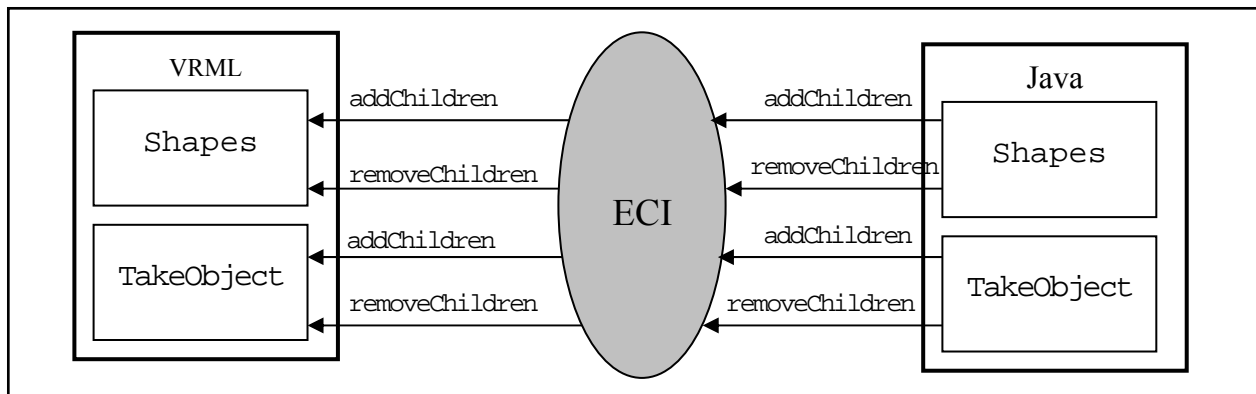 VRML
Shapes
addChildren
removeChildren
TakeObject
addChildren
removeChildren
ECI
addChildren
removeChildren
addChildren
removeChildren
Java
Shapes
TakeObject